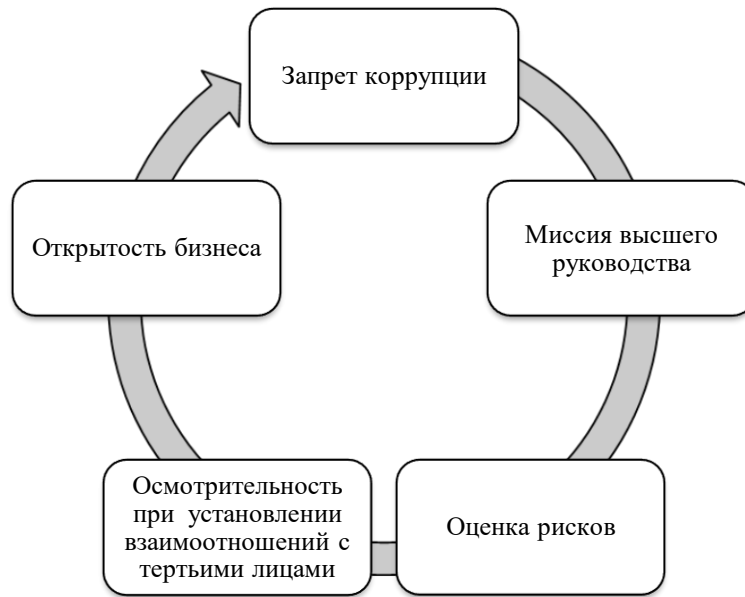 Запрет коррупции
Миссия высшего
руководства
Оценка рисков
Осмотрительность
при установлении
взаимоотношений с
тертьими лицами
Открытость бизнеса